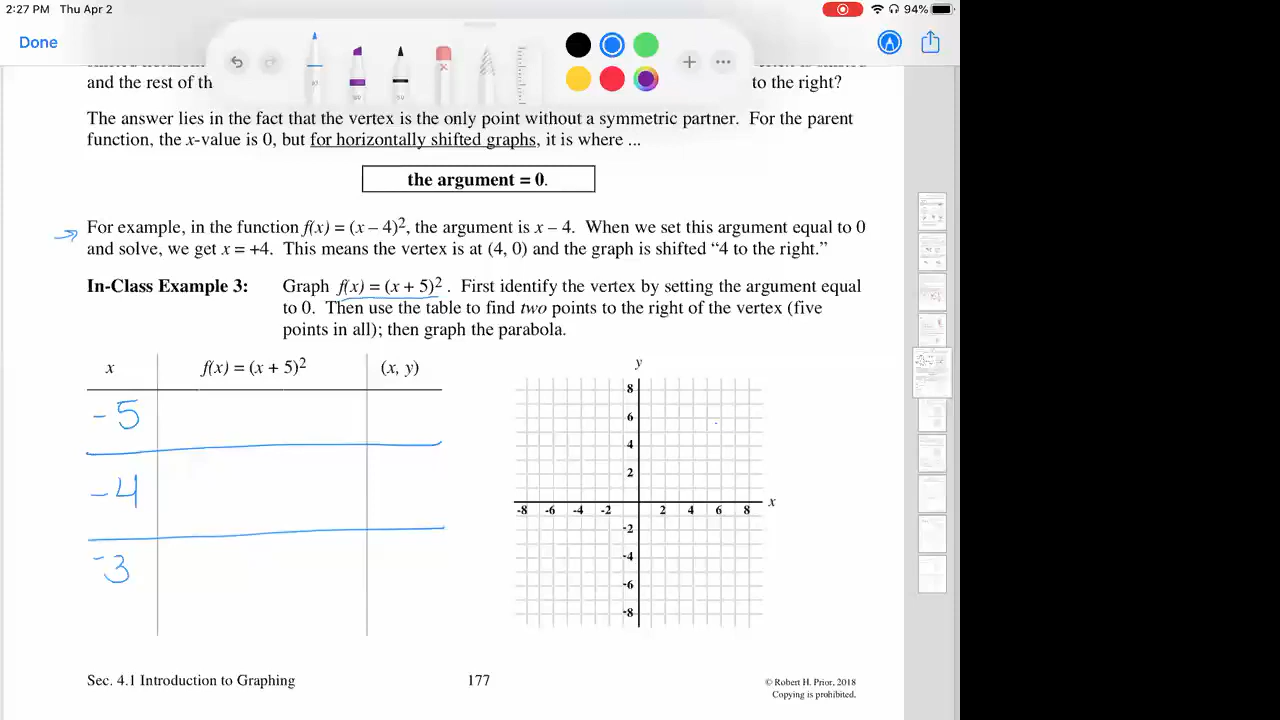 2:27 PM Thu Apr 2 94%
Done
and the rest of th to the right?
The answer lies in the fact that the vertex is the only point without a symmetric partner. For the parent
function, the x-value is 0, but for horizontally shifted graphs, it is where ...
the argument = 0.
For example, in the function f(x) = (x – 4)², the argument is x – 4. When we set this argument equal to 0
and solve, we get x = +4. This means the vertex is at (4, 0) and the graph is shifted “4 to the right.”
In-Class Example 3: Graph f(x) = (x + 5)². First identify the vertex by setting the argument equal
to 0. Then use the table to find two points to the right of the vertex (five
points in all); then graph the parabola.
x f(x) = (x + 5)² (x, y)
-5
-4
-3
y
8
6
4
2
-8 -6 -4 -2 2 4 6 8 x
-2
-4
-6
-8
Sec. 4.1 Introduction to Graphing 177 © Robert H. Prior, 2018
Copying is prohibited.